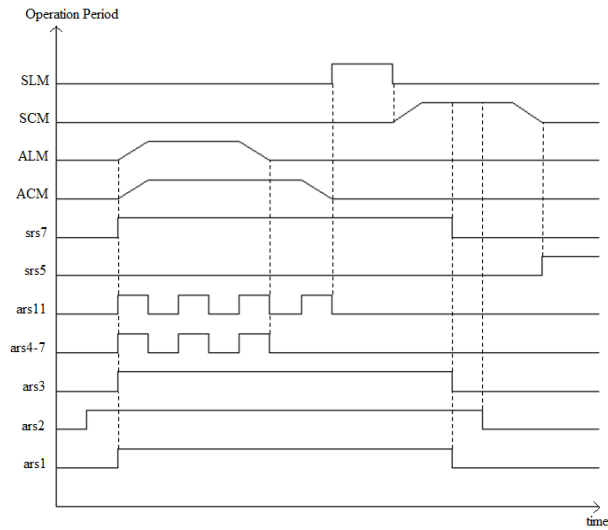 Operation Period
SLM
SCM
ALM
ACM
srs7
srs5
ars11
ars4-7
ars3
ars2
ars1
time